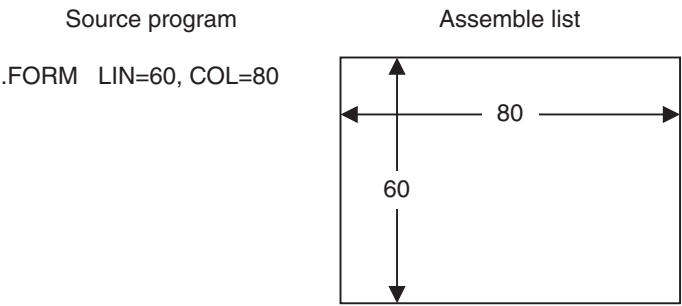 Source program
Assemble list
.FORM LIN=60, COL=80
80
60